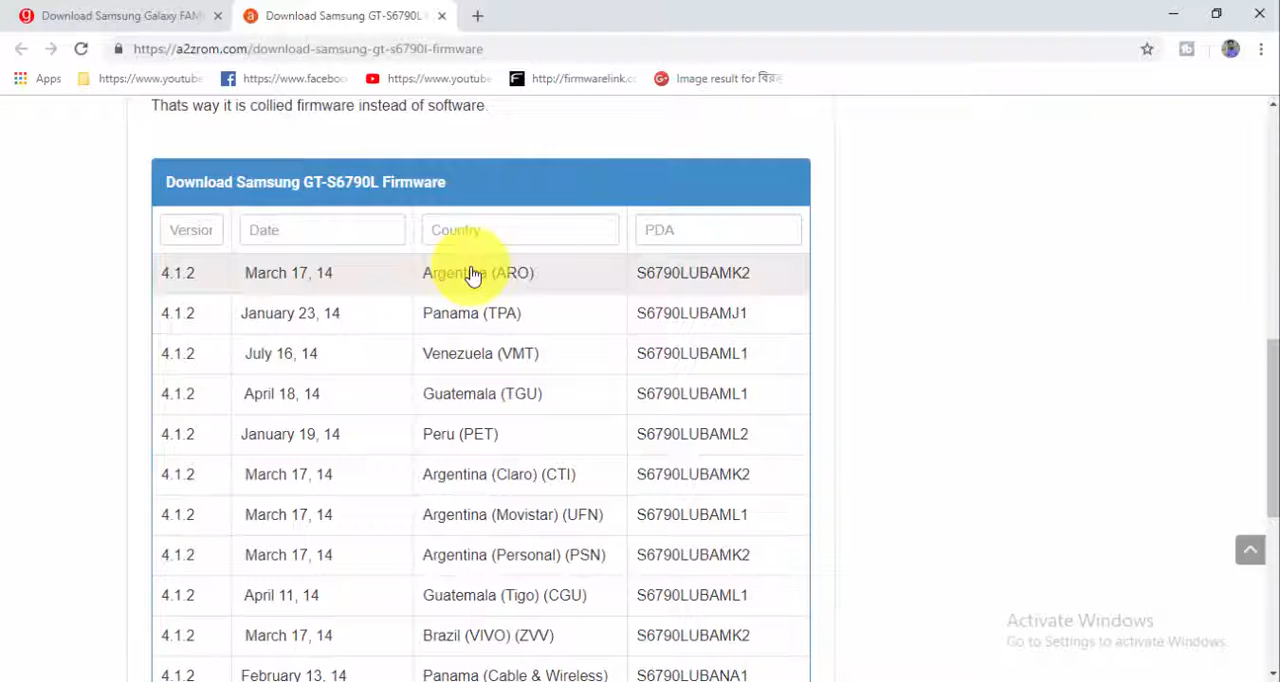 Download Samsung Galaxy FAM
Download Samsung GT-S6790L
https://a2zrom.com/download-samsung-gt-s6790l-firmware
Apps https://www.youtube https://www.faceboo https://www.youtube http://firmwarelink.cc Image result for বিরক্ত
Thats way it is collied firmware instead of software.
Download Samsung GT-S6790L Firmware
Version Date Country PDA
4.1.2 March 17, 14 Argentina (ARO) S6790LUBAMK2
4.1.2 January 23, 14 Panama (TPA) S6790LUBAMJ1
4.1.2 July 16, 14 Venezuela (VMT) S6790LUBAML1
4.1.2 April 18, 14 Guatemala (TGU) S6790LUBAML1
4.1.2 January 19, 14 Peru (PET) S6790LUBAML2
4.1.2 March 17, 14 Argentina (Claro) (CTI) S6790LUBAMK2
4.1.2 March 17, 14 Argentina (Movistar) (UFN) S6790LUBAML1
4.1.2 March 17, 14 Argentina (Personal) (PSN) S6790LUBAMK2
4.1.2 April 11, 14 Guatemala (Tigo) (CGU) S6790LUBAML1
4.1.2 March 17, 14 Brazil (VIVO) (ZVV) S6790LUBAMK2
4.1.2 February 13, 14 Panama (Cable & Wireless) S6790LUBANA1
Activate Windows
Go to Settings to activate Windows.